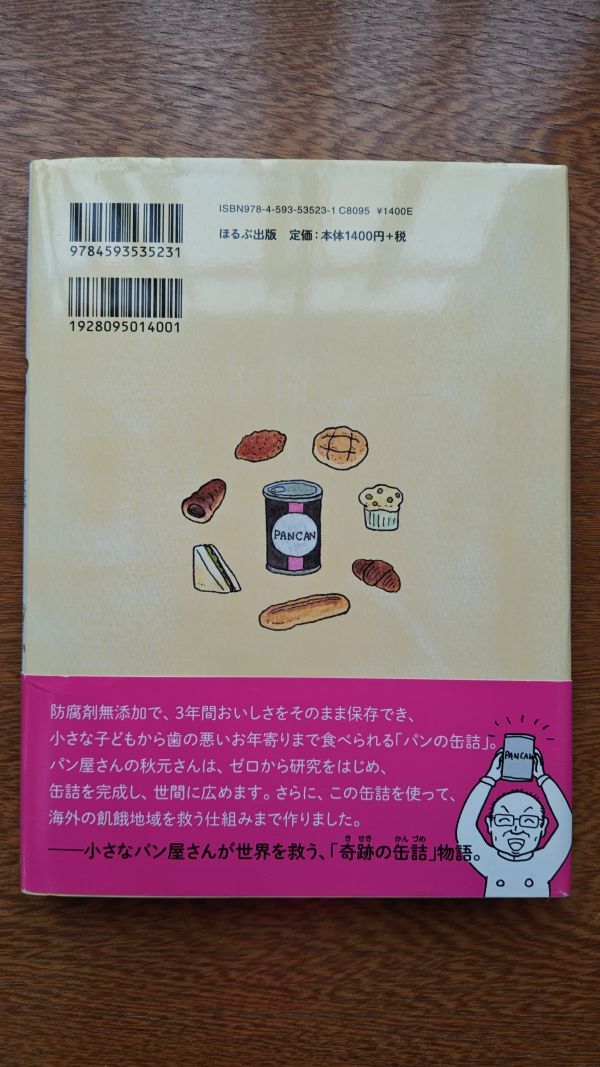 9784593535231
1928095014001
ISBN978-4-593-53523-1 C8095 ¥1400E
ほるぷ出版 定価：本体1400円+税
PANCAN
防腐剤無添加で、3年間おいしさをそのまま保存でき、
小さな子どもから歯の悪いお年寄りまで食べられる「パンの缶詰」。
パン屋さんの秋元さんは、ゼロから研究をはじめ、
缶詰を完成し、世間に広めます。さらに、この缶詰を使って、
海外の飢餓地域を救う仕組みまで作りました。
――小さなパン屋さんが世界を救う、「奇跡の缶詰」物語。
きせき かんづめ
PANCAN